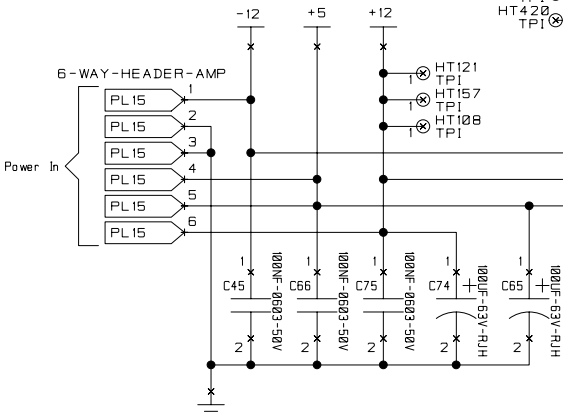 TPI
HT420
TPI
-12
+5
+12
6-WAY-HEADER-AMP
Power In
PL15
1
PL15
2
PL15
3
PL15
4
PL15
5
PL15
6
1
HT121
TPI
1
HT157
TPI
1
HT108
TPI
1
C45
2
100NF-0603-50V
1
C66
2
100NF-0603-50V
1
C75
2
100NF-0603-50V
1
C74
+
2
100UF-63V-RJH
1
C65
+
2
100UF-63V-RJH